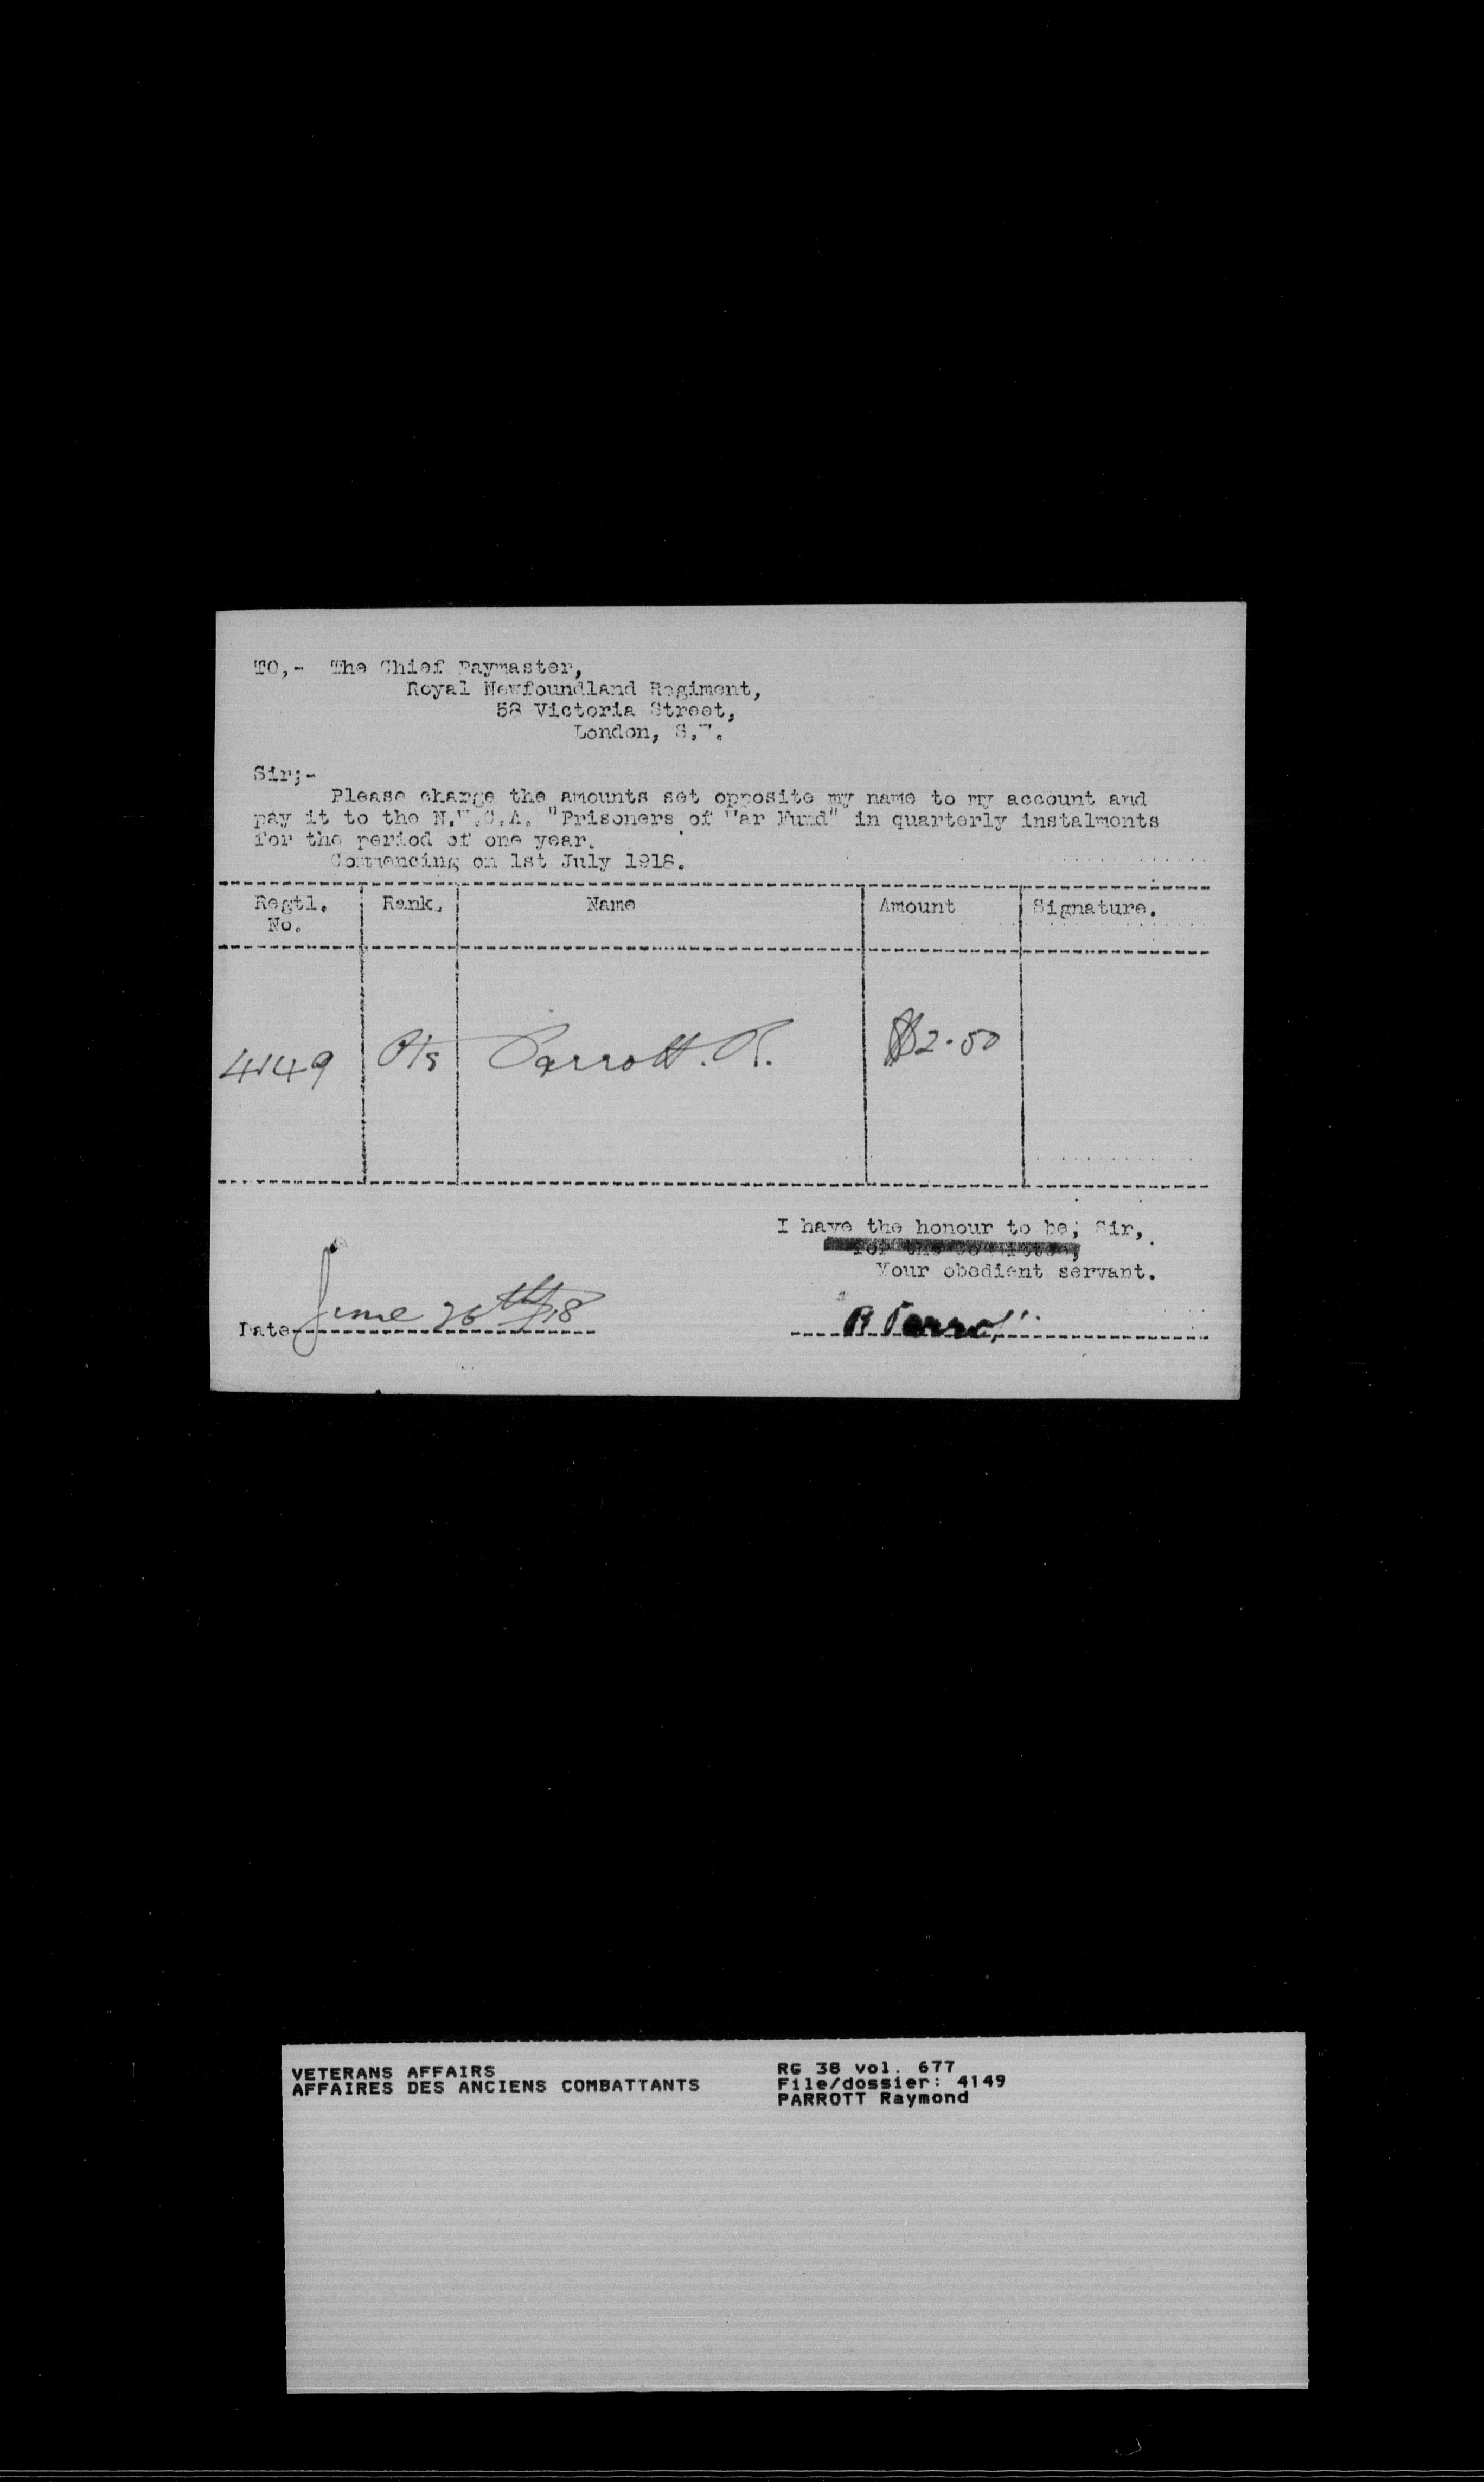 TO,- The Chief Paymaster,
Royal Newfoundland Regiment,
58 Victoria Street,
London, S.W.
Sir;-
Please charge the amounts set opposite my name to my account and
pay it to the N.W.C.A. "Prisoners of War Fund" in quarterly instalments
for the period of one year.
Commencing on 1st July 1918.
Regtl. No. Rank. Name Amount Signature.
4149 Pte Parrott. R. $2.50
I have the honour to be; Sir,
Your obedient servant.
Date June 26th/18 R Parrott
VETERANS AFFAIRS RG 38 vol. 677
AFFAIRES DES ANCIENS COMBATTANTS File/dossier: 4149
PARROTT Raymond